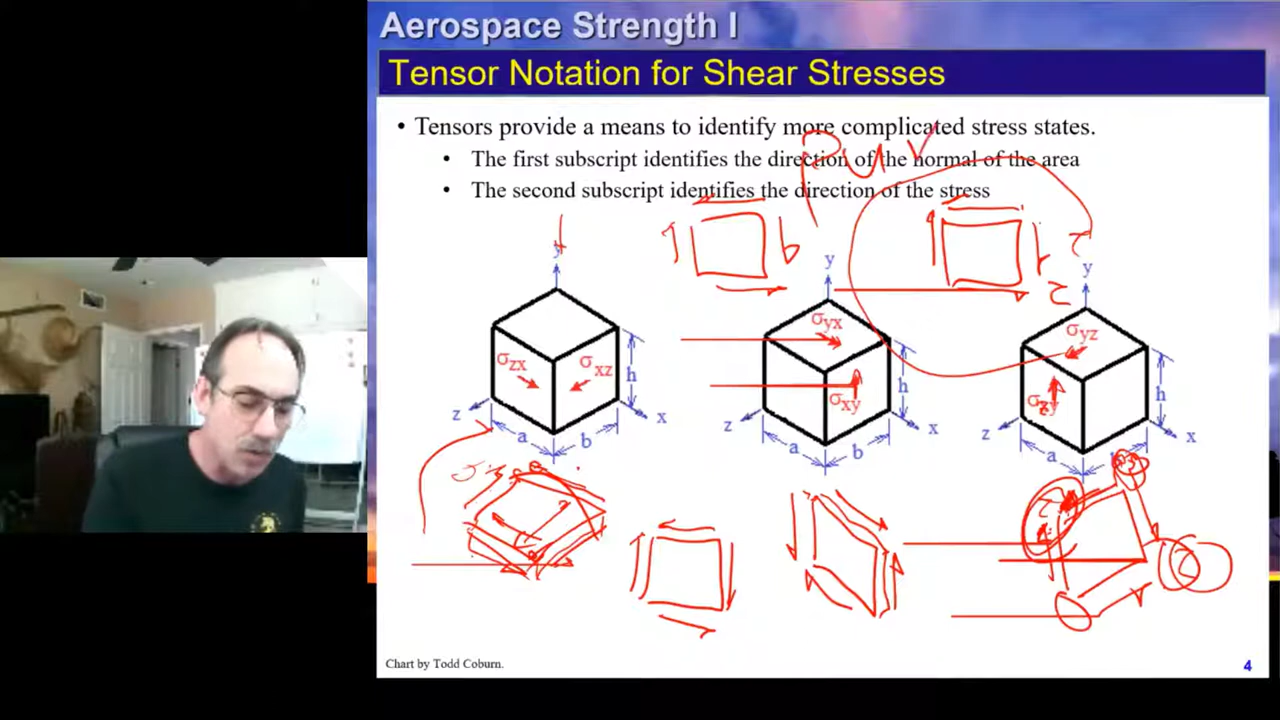 Aerospace Strength I
Tensor Notation for Shear Stresses
• Tensors provide a means to identify more complicated stress states.
• The first subscript identifies the direction of the normal of the area
• The second subscript identifies the direction of the stress
b
τ
y
y
y
σzx
σxz
h
z
x
a
b
σyx
σxy
h
z
x
a
b
σyz
σzy
h
z
x
a
Chart by Todd Coburn.
4